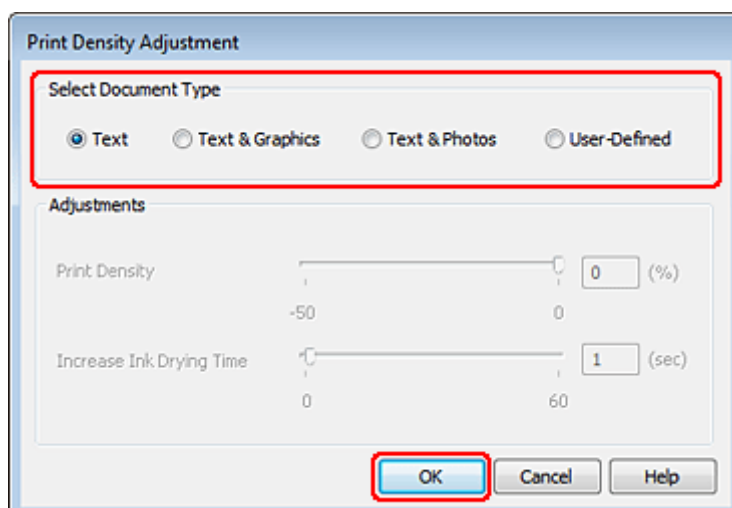 Print Density Adjustment
Select Document Type
Text Text & Graphics Text & Photos User-Defined
Adjustments
Print Density 0 (%)
-50 0
Increase Ink Drying Time 1 (sec)
0 60
OK Cancel Help